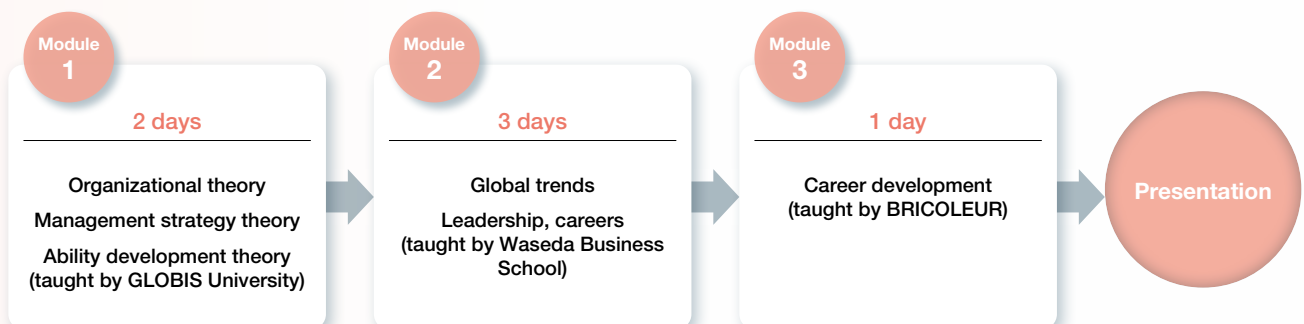 Module
1
2 days
Organizational theory
Management strategy theory
Ability development theory
(taught by GLOBIS University)
Module
2
3 days
Global trends
Leadership, careers
(taught by Waseda Business
School)
Module
3
1 day
Career development
(taught by BRICOLEUR)
Presentation